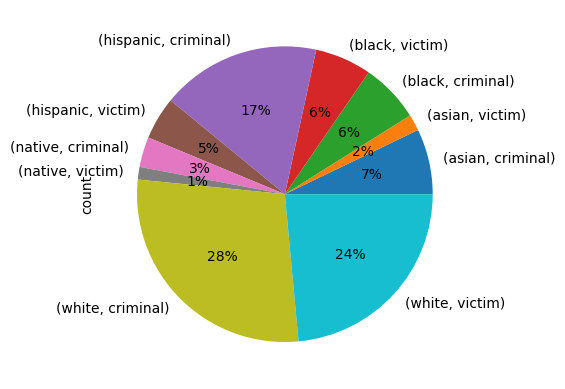 (hispanic, criminal)
(black, victim)
(black, criminal)
(hispanic, victim)
(asian, victim)
(native, criminal)
(asian, criminal)
(native, victim)
count
(white, criminal)
(white, victim)
17%
6%
6%
5%
2%
3%
7%
1%
28%
24%